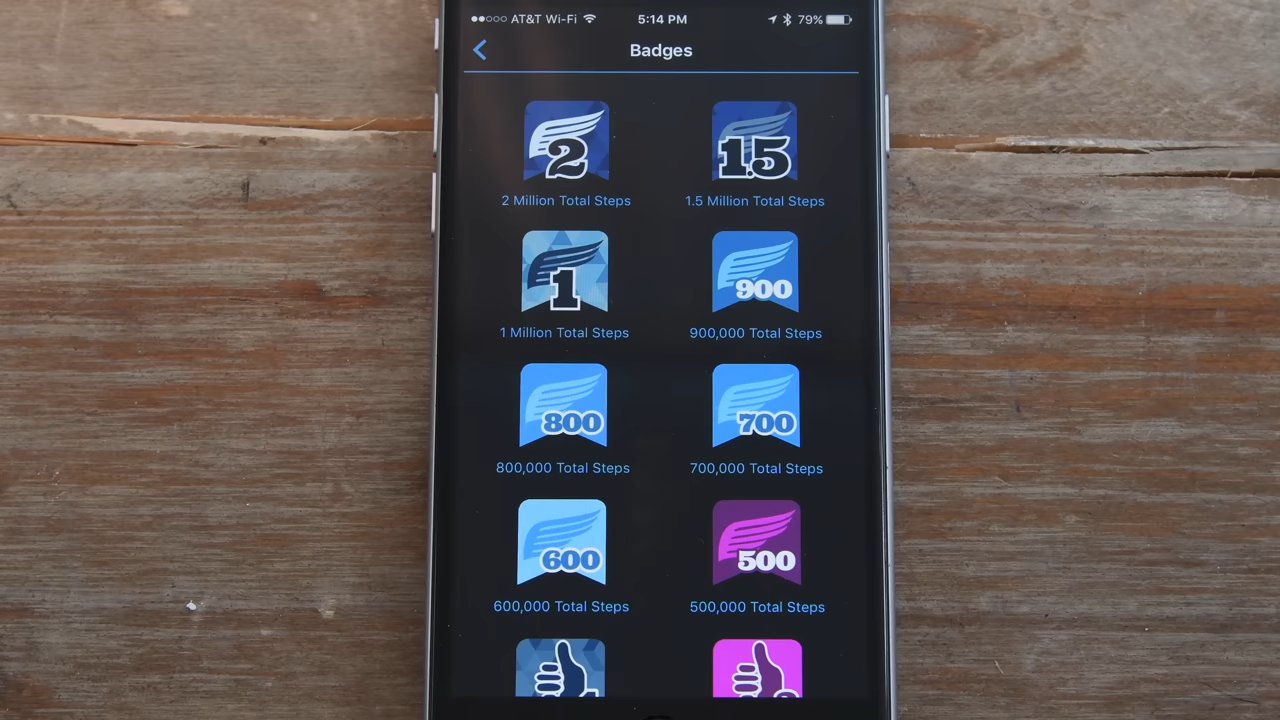 AT&T Wi-Fi 5:14 PM 79%
Badges
2 1.5
2 Million Total Steps 1.5 Million Total Steps
1 900
1 Million Total Steps 900,000 Total Steps
800 700
800,000 Total Steps 700,000 Total Steps
600 500
600,000 Total Steps 500,000 Total Steps